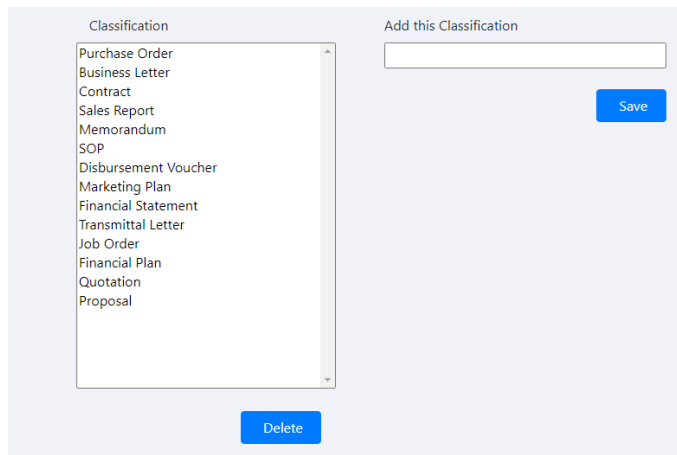 Classification
Purchase Order
Business Letter
Contract
Sales Report
Memorandum
SOP
Disbursement Voucher
Marketing Plan
Financial Statement
Transmittal Letter
Job Order
Financial Plan
Quotation
Proposal
Delete
Add this Classification
Save